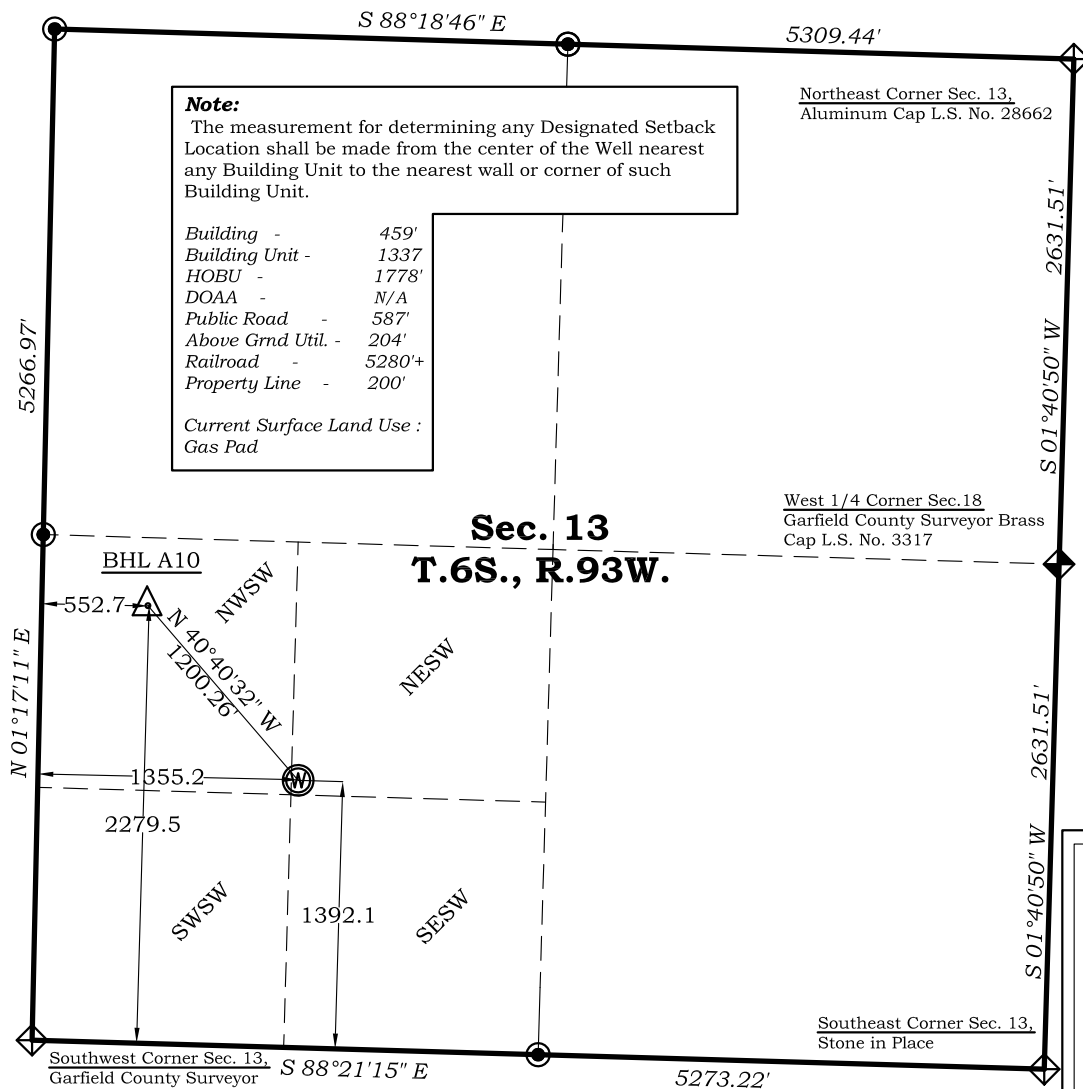 S 88°18'46" E
5309.44'
Northeast Corner Sec. 13,
Aluminum Cap L.S. No. 28662
Note:
The measurement for determining any Designated Setback
Location shall be made from the center of the Well nearest
any Building Unit to the nearest wall or corner of such
Building Unit.
Building - 459'
Building Unit - 1337
HOBU - 1778'
DOAA - N/A
Public Road - 587'
Above Grnd Util. - 204'
Railroad - 5280'+
Property Line - 200'
Current Surface Land Use :
Gas Pad
2631.51'
S 01°40'50" W
5266.97'
N 01°17'11" E
West 1/4 Corner Sec.18
Garfield County Surveyor Brass
Cap L.S. No. 3317
Sec. 13
T.6S., R.93W.
BHL A10
552.7
NWSW
N 40°40'32" W
1200.26'
NESW
W
1355.2
2279.5
1392.1
SWSW
SESW
2631.51'
S 01°40'50" W
Southeast Corner Sec. 13,
Stone in Place
Southwest Corner Sec. 13,
Garfield County Surveyor
S 88°21'15" E
5273.22'